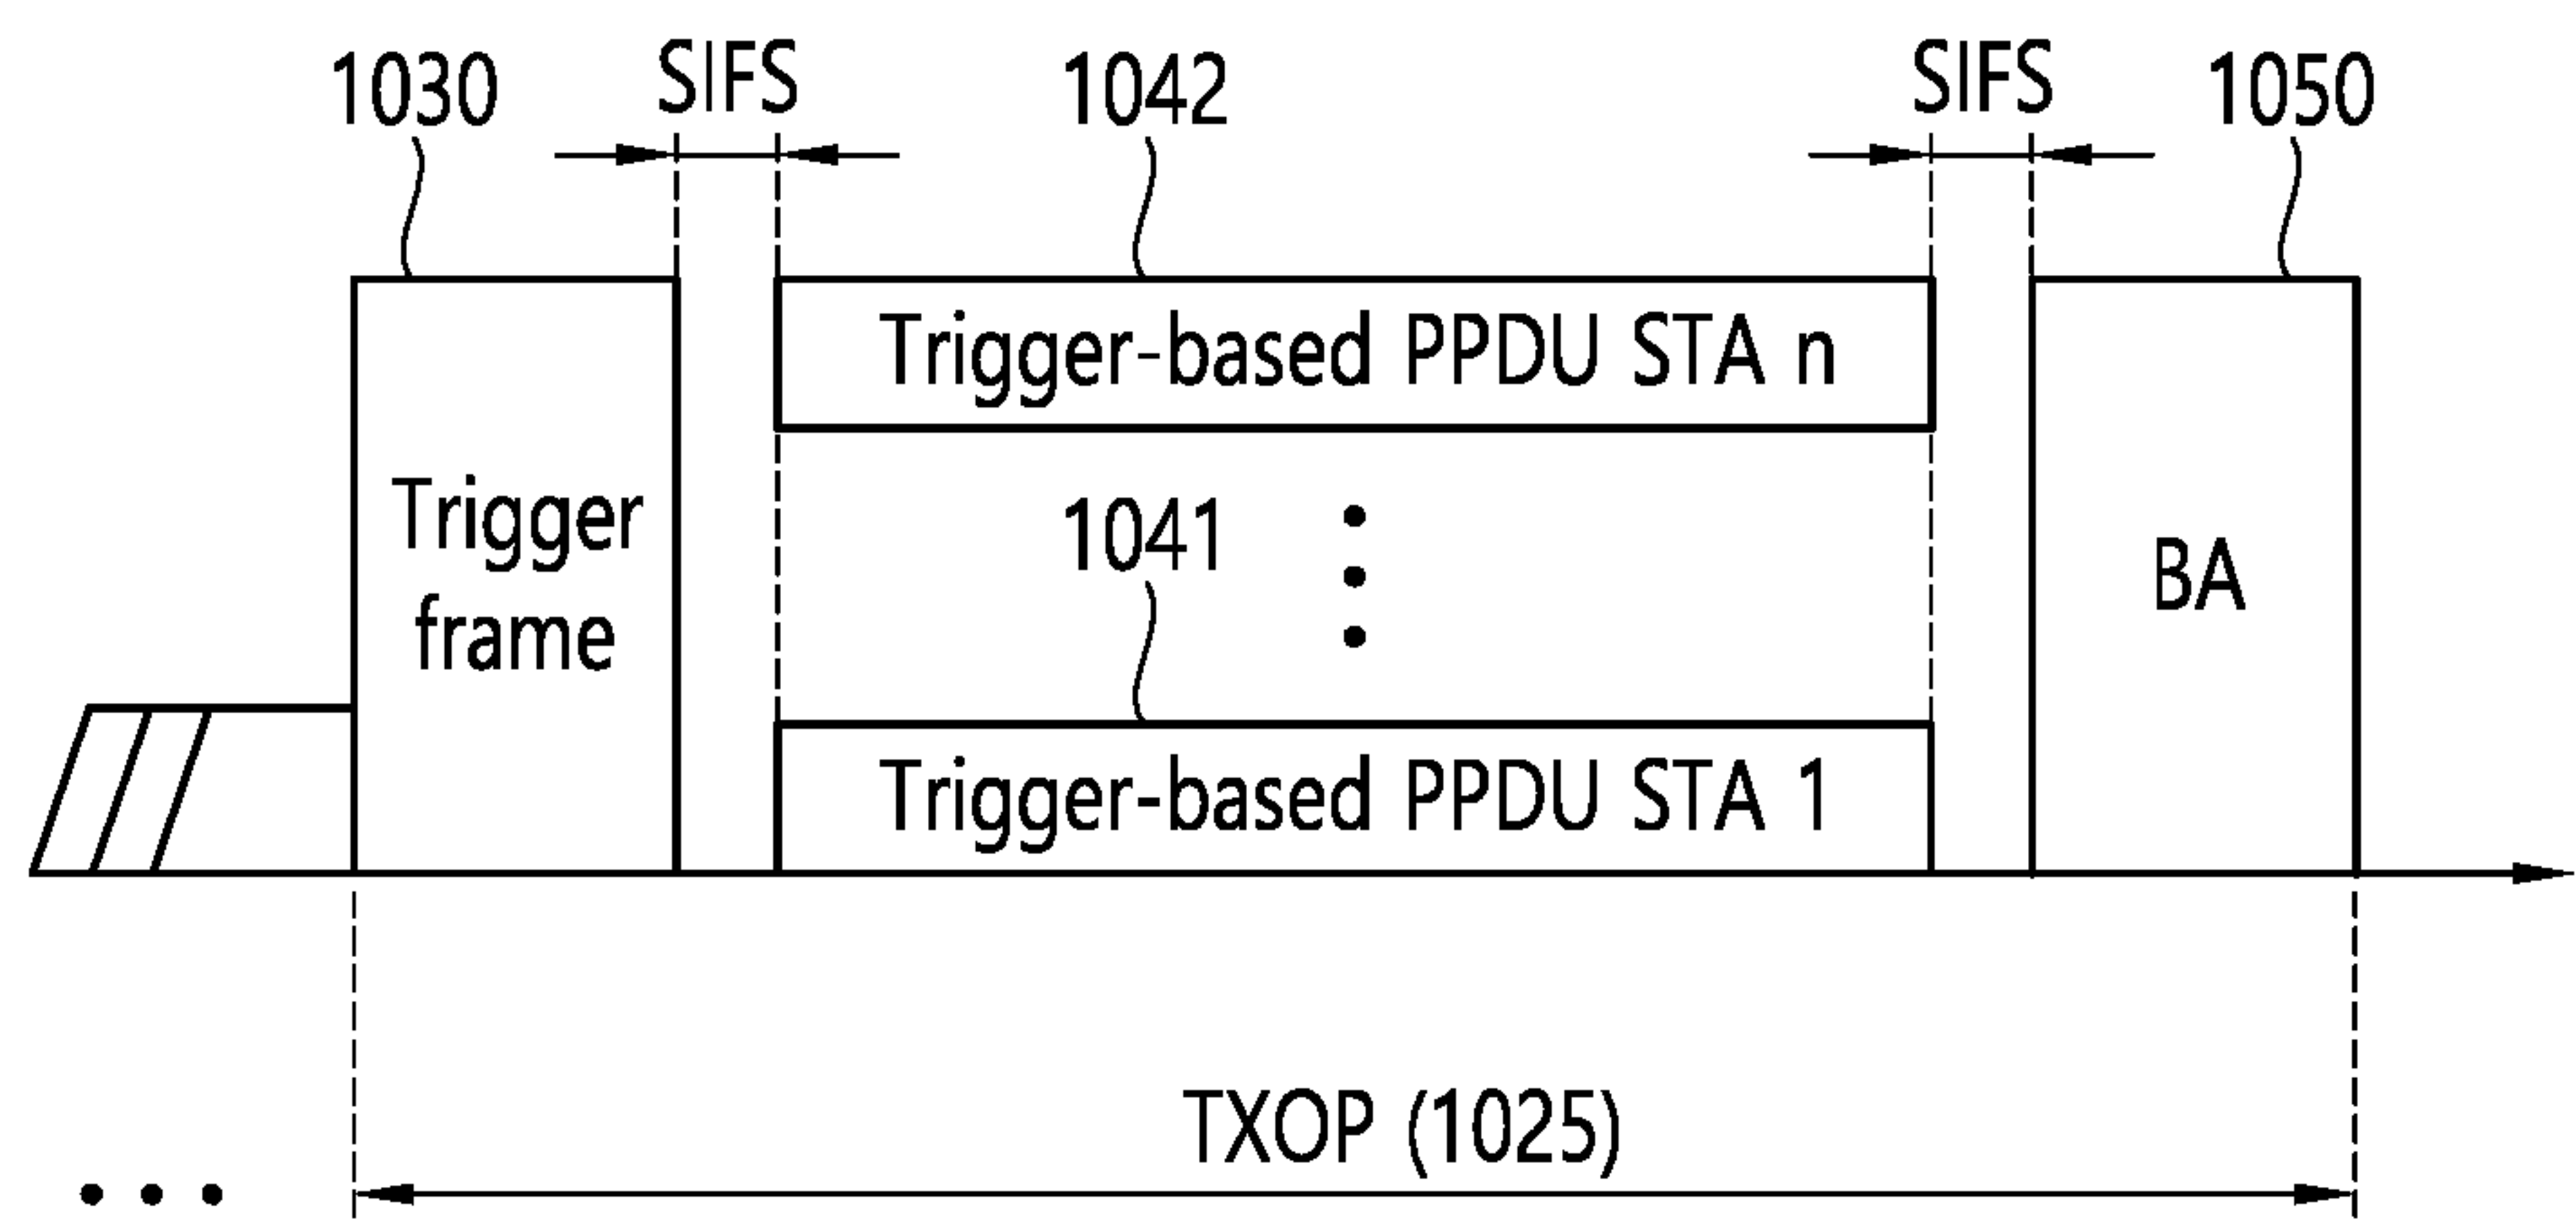 1030
SIFS
1042
SIFS
1050
Trigger-based PPDU STA n
Trigger
frame
1041
BA
Trigger-based PPDU STA 1
TXOP (1025)